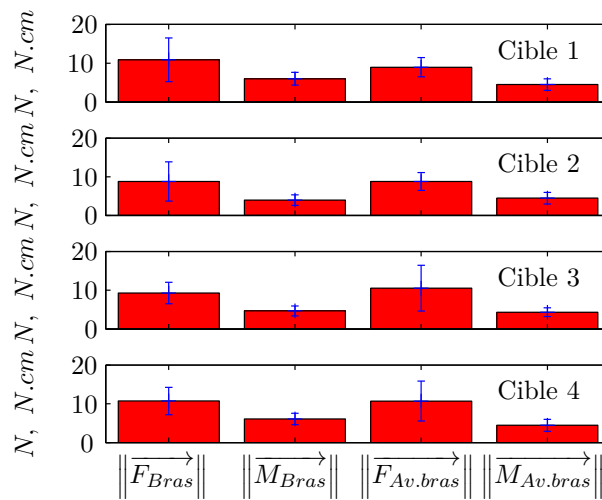 N, N.cm
20
10
0
Cible 1
N, N.cm
20
10
0
Cible 2
N, N.cm
20
10
0
Cible 3
N, N.cm
20
10
0
Cible 4
‖F_Bras‖ ‖M_Bras‖ ‖F_Av.bras‖ ‖M_Av.bras‖